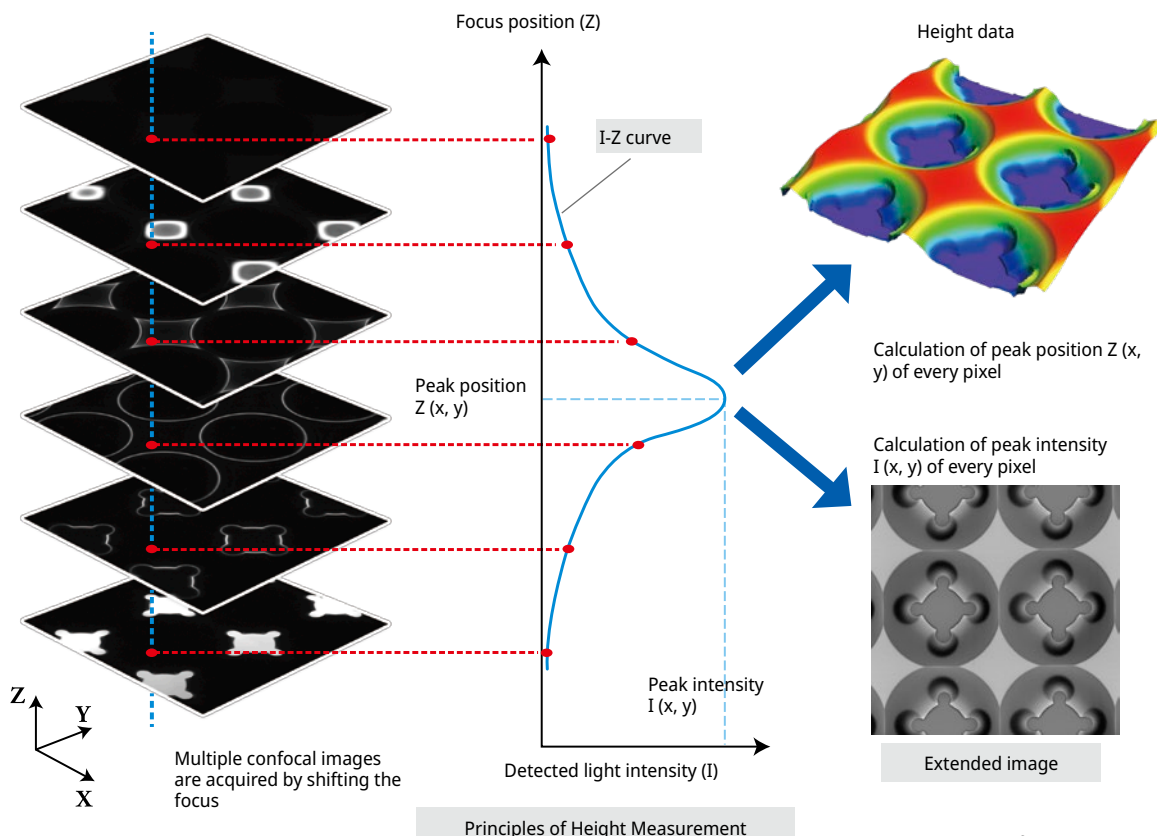 Focus position (Z)
Height data
I-Z curve
Peak position
Z (x, y)
Calculation of peak position Z (x,
y) of every pixel
Calculation of peak intensity
I (x, y) of every pixel
Peak intensity
I (x, y)
Z
Y
X
Multiple confocal images
are acquired by shifting the
focus
Detected light intensity (I)
Extended image
Principles of Height Measurement